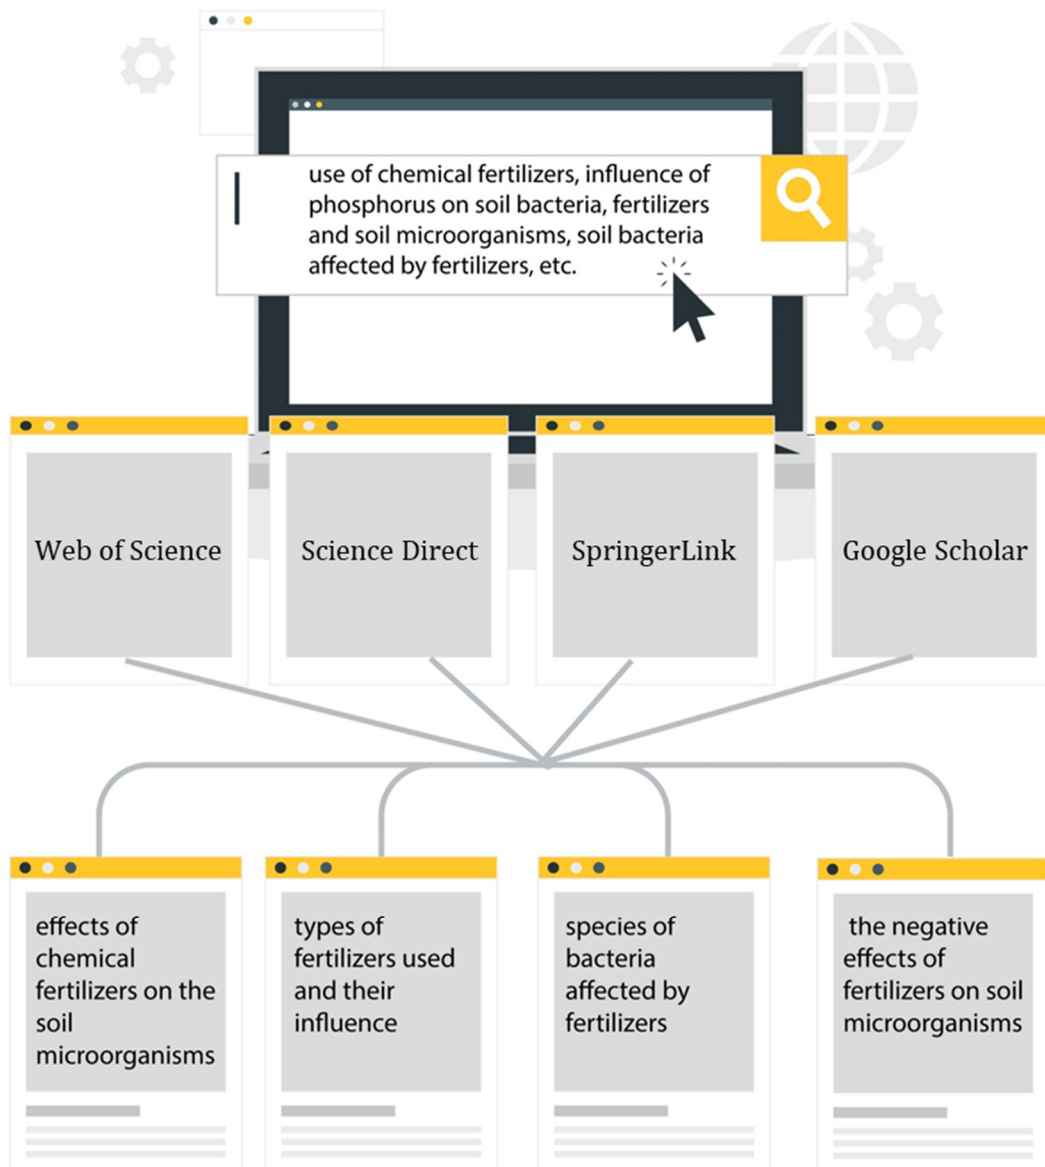 use of chemical fertilizers, influence of
phosphorus on soil bacteria, fertilizers
and soil microorganisms, soil bacteria
affected by fertilizers, etc.
Web of Science
Science Direct
SpringerLink
Google Scholar
effects of
chemical
fertilizers on the
soil
microorganisms
types of
fertilizers used
and their
influence
species of
bacteria
affected by
fertilizers
the negative
effects of
fertilizers on soil
microorganisms